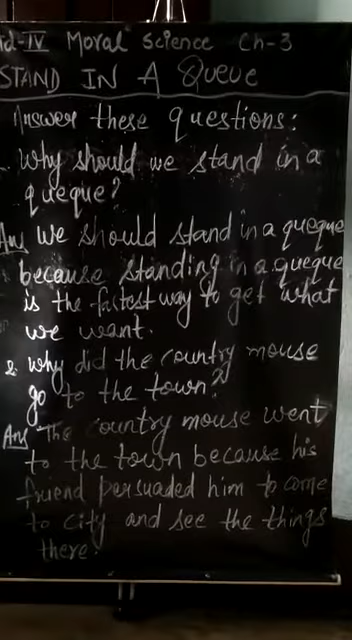 td-IV Moral Science Ch-3
STAND IN A Queue
Answer these questions:
Why should we stand in a
queque?
Ans we should stand in a queque
because standing in a queque
is the fastest way to get what
we want.
2. why did the country mouse
go to the town?
Ans The country mouse went
to the town because his
friend persuaded him to come
to city and see the things
there.